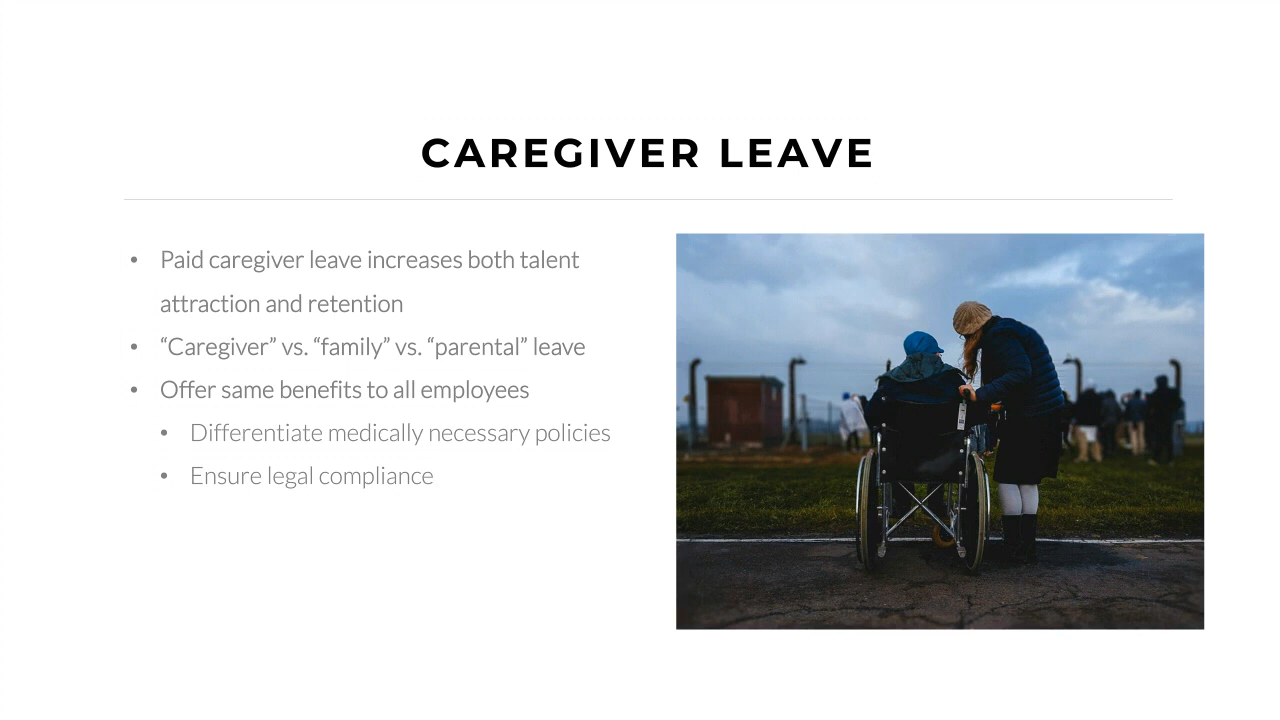 CAREGIVER LEAVE
• Paid caregiver leave increases both talent
attraction and retention
• “Caregiver” vs. “family” vs. “parental” leave
• Offer same benefits to all employees
• Differentiate medically necessary policies
• Ensure legal compliance